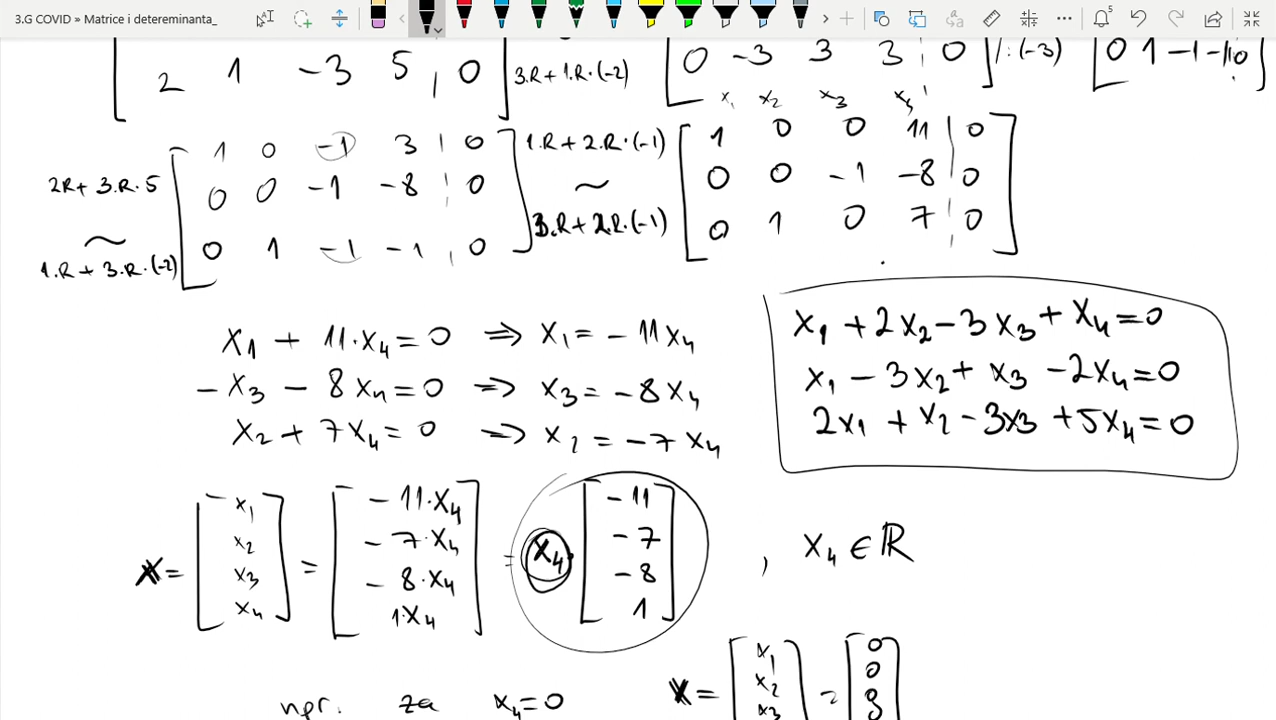 3.G COVID » Matrice i detereminanta_
2 1 -3 5 | 0 ] 3.R + 1.R·(-2) 0 -3 3 3 | 0 ] /: (-3) 0 1 -1 -1 | 0
x₁ x₂ x₃
1 0 -1 3 | 0 1.R + 2.R·(-1) 1 0 0 11 | 0
2R + 3.R·5 0 0 -1 -8 | 0 ~ 0 0 -1 -8 | 0
~ 0 1 -1 -1 | 0 3.R + 2.R·(-1) 0 1 0 7 | 0
1.R + 3.R·(-2)
x₁ + 11·x₄ = 0 ⇒ x₁ = -11x₄
-x₃ - 8x₄ = 0 ⇒ x₃ = -8x₄
x₂ + 7x₄ = 0 ⇒ x₂ = -7x₄
x₁ + 2x₂ - 3x₃ + x₄ = 0
x₁ - 3x₂ + x₃ - 2x₄ = 0
2x₁ + x₂ - 3x₃ + 5x₄ = 0
X = [ x₁ x₂ x₃ x₄ ] = [ -11·x₄ -7·x₄ -8·x₄ 1·x₄ ] = x₄ · [ -11 -7 -8 1 ] , x₄ ∈ ℝ
npr. za x₄ = 0 X = [ x₁ x₂ x₃ = [ 0 0